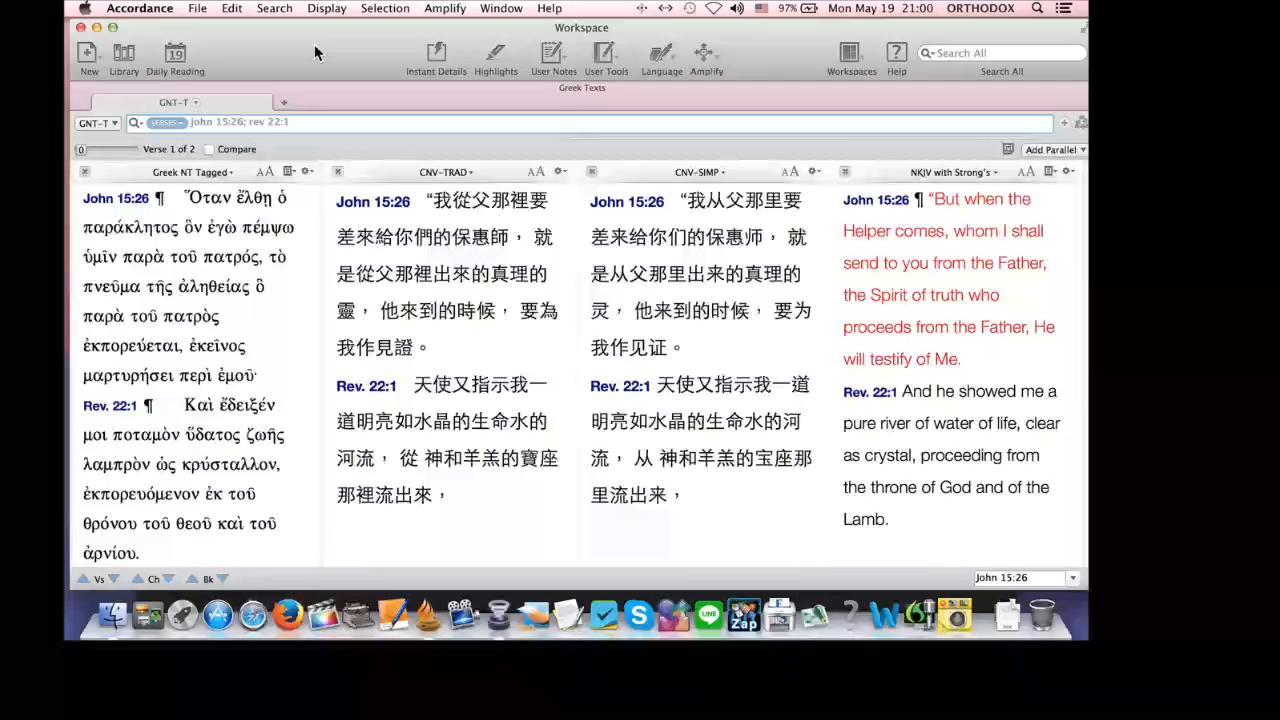 Accordance File Edit Search Display Selection Amplify Window Help 97% Mon May 19 21:00 ORTHODOX
Workspace
New Library Daily Reading Instant Details Highlights User Notes User Tools Language Amplify Workspaces Help Search All
19
Search All
Greek Texts
GNT-T
GNT-T VERSES john 15:26; rev 22:1
0 Verse 1 of 2 Compare Add Parallel
Greek NT Tagged AA
John 15:26 ¶ Ὅταν ἔλθῃ ὁ
παράκλητος ὃν ἐγὼ πέμψω
ὑμῖν παρὰ τοῦ πατρός, τὸ
πνεῦμα τῆς ἀληθείας ὃ
παρὰ τοῦ πατρὸς
ἐκπορεύεται, ἐκεῖνος
μαρτυρήσει περὶ ἐμοῦ·
Rev. 22:1 ¶ Καὶ ἔδειξέν
μοι ποταμὸν ὕδατος ζωῆς
λαμπρὸν ὡς κρύσταλλον,
ἐκπορευόμενον ἐκ τοῦ
θρόνου τοῦ θεοῦ καὶ τοῦ
ἀρνίου.
CNV-TRAD AA
John 15:26 “我從父那裡要
差來給你們的保惠師，就
是從父那裡出來的真理的
靈，他來到的時候，要為
我作見證。
Rev. 22:1 天使又指示我一
道明亮如水晶的生命水的
河流，從 神和羊羔的寶座
那裡流出來，
CNV-SIMP AA
John 15:26 “我从父那里要
差来给你们的保惠师，就
是从父那里出来的真理的
灵，他来到的时候，要为
我作见证。
Rev. 22:1 天使又指示我一道
明亮如水晶的生命水的河
流，从 神和羊羔的宝座那
里流出来，
NKJV with Strong's AA
John 15:26 ¶ “But when the
Helper comes, whom I shall
send to you from the Father,
the Spirit of truth who
proceeds from the Father, He
will testify of Me.
Rev. 22:1 And he showed me a
pure river of water of life, clear
as crystal, proceeding from
the throne of God and of the
Lamb.
Vs Ch Bk John 15:26
LINE
Zap